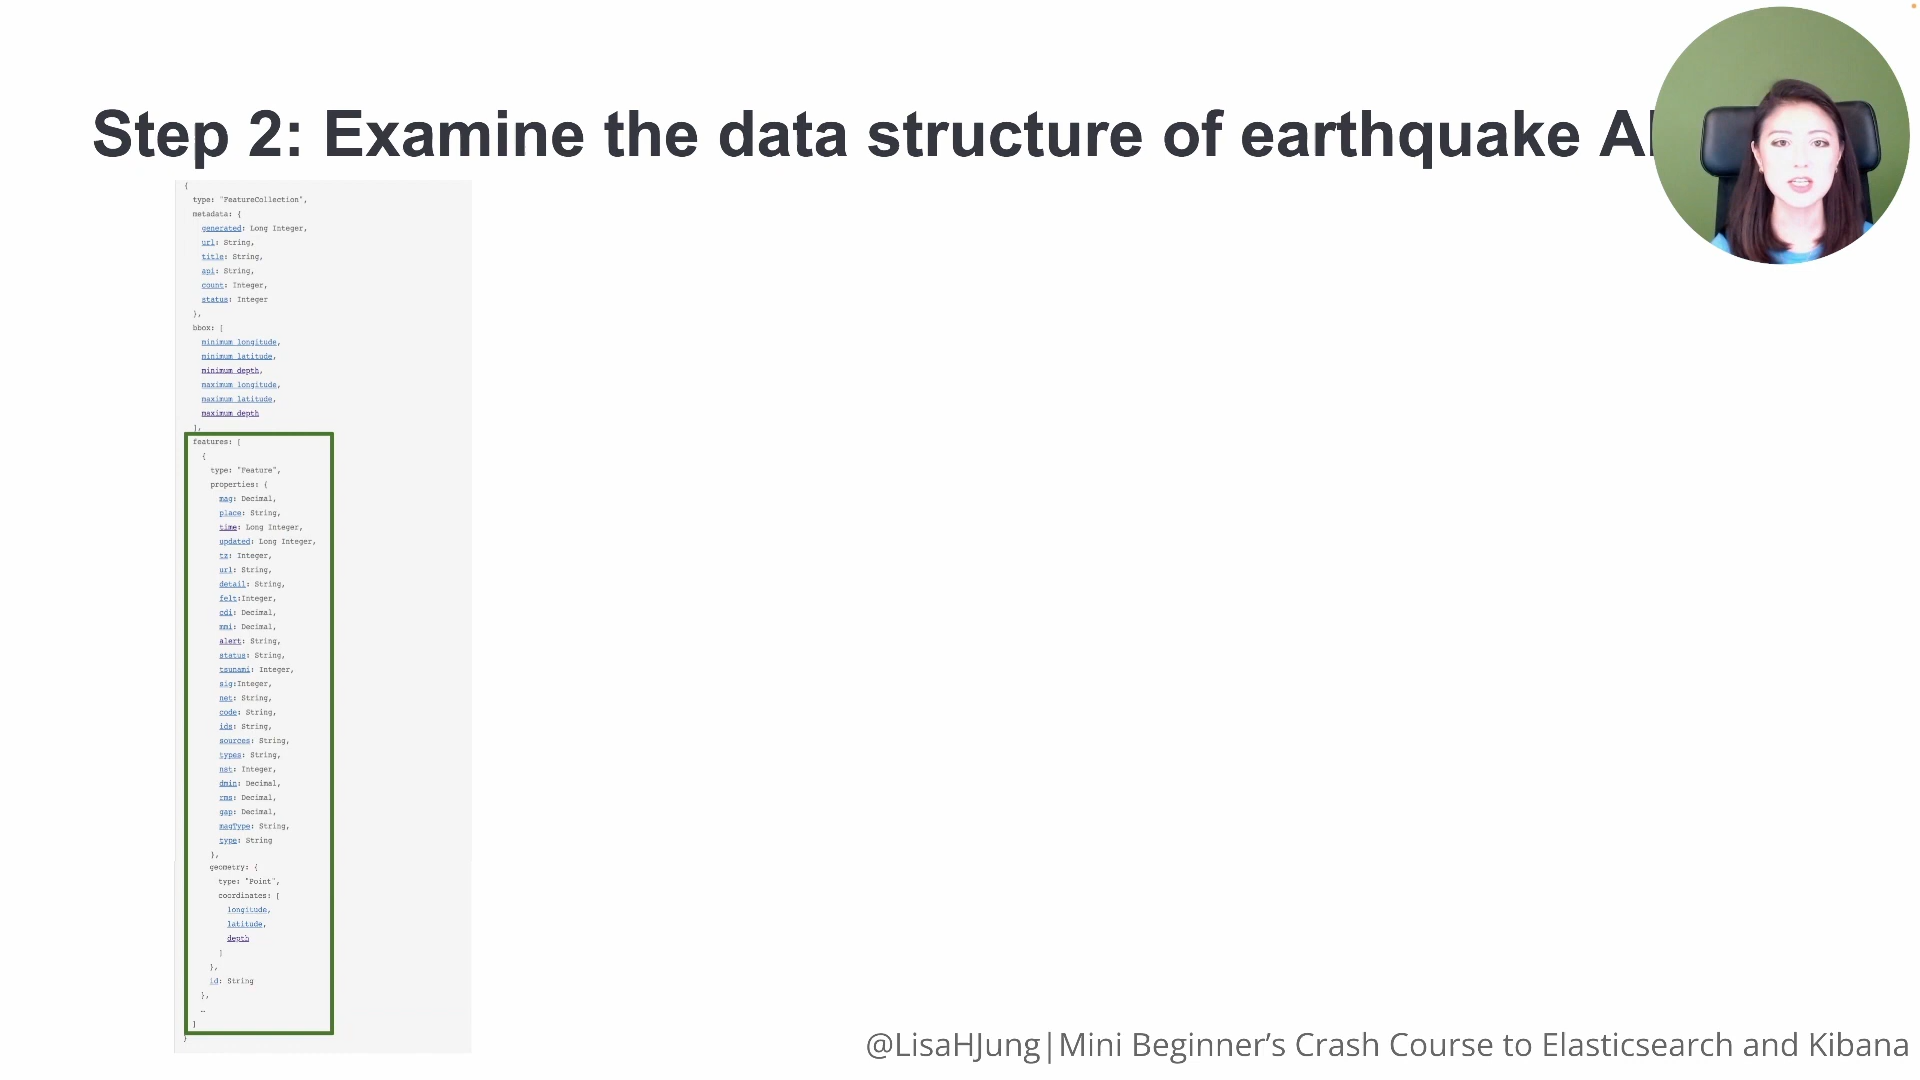 Step 2: Examine the data structure of earthquake A
{
type: "FeatureCollection",
metadata: {
generated: Long Integer,
url: String,
title: String,
api: String,
count: Integer,
status: Integer
},
bbox: [
minimum longitude,
minimum latitude,
minimum depth,
maximum longitude,
maximum latitude,
maximum depth
],
features: [
{
type: "Feature",
properties: {
mag: Decimal,
place: String,
time: Long Integer,
updated: Long Integer,
tz: Integer,
url: String,
detail: String,
felt:Integer,
cdi: Decimal,
mmi: Decimal,
alert: String,
status: String,
tsunami: Integer,
sig:Integer,
net: String,
code: String,
ids: String,
sources: String,
types: String,
nst: Integer,
dmin: Decimal,
rms: Decimal,
gap: Decimal,
magType: String,
type: String
},
geometry: {
type: "Point",
coordinates: [
longitude,
latitude,
depth
]
},
id: String
},
…
]
}
@LisaHJung|Mini Beginner’s Crash Course to Elasticsearch and Kibana